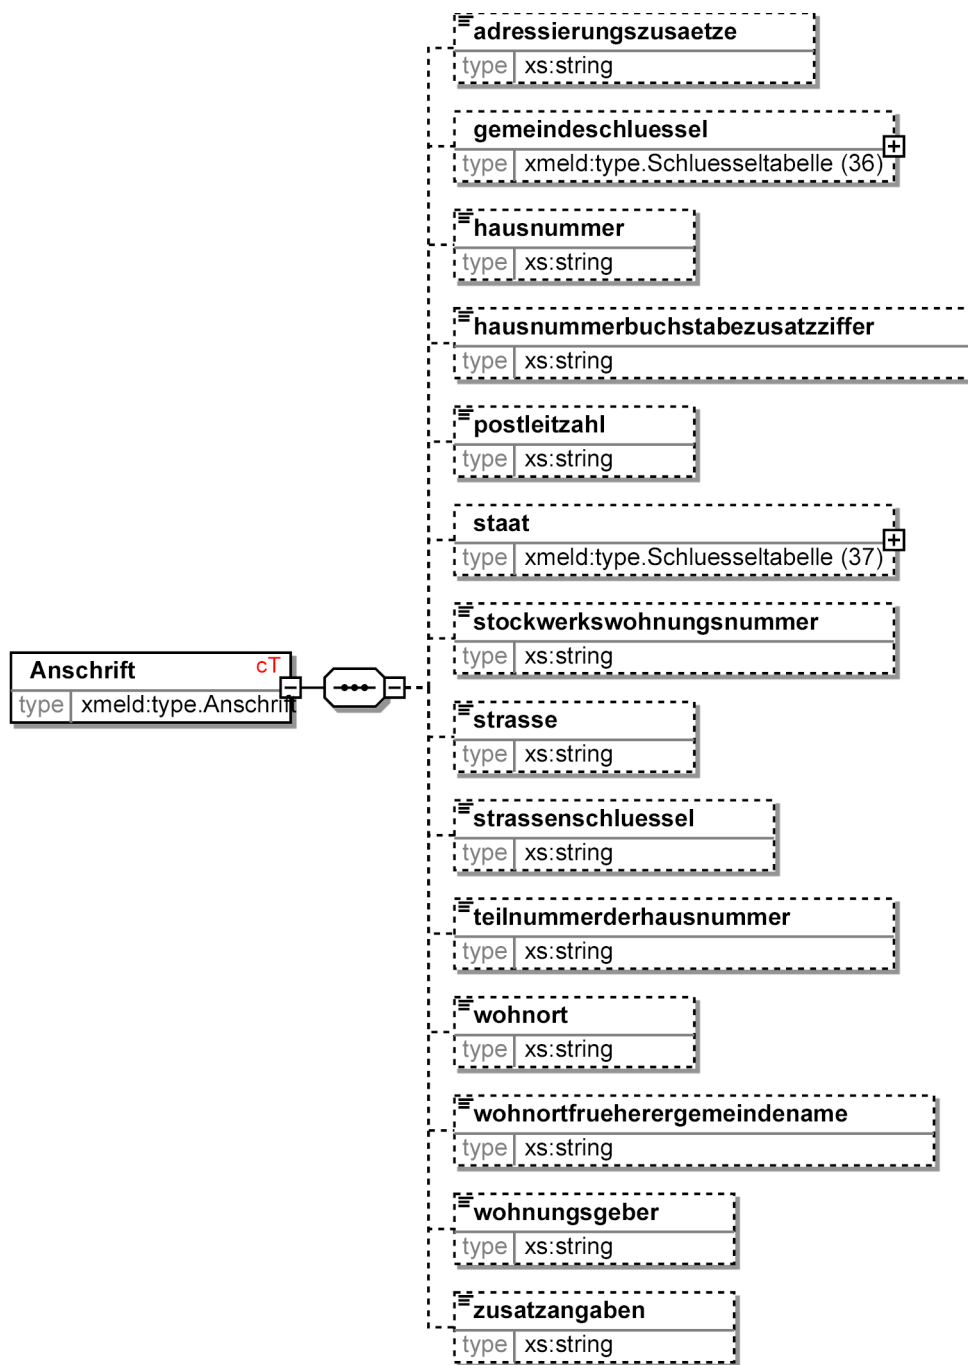 adressierungszusaetze
type xs:string
gemeindeschluessel
type xmeld:type.Schluesseltabelle (36)
hausnummer
type xs:string
hausnummerbuchstabezusatzziffer
type xs:string
postleitzahl
type xs:string
staat
type xmeld:type.Schluesseltabelle (37)
stockwerkswohnungsnummer
type xs:string
Anschrift cT
type xmeld:type.Anschrift
strasse
type xs:string
strassenschluessel
type xs:string
teilnummerderhausnummer
type xs:string
wohnort
type xs:string
wohnortfrueherergemeindename
type xs:string
wohnungsgeber
type xs:string
zusatzangaben
type xs:string